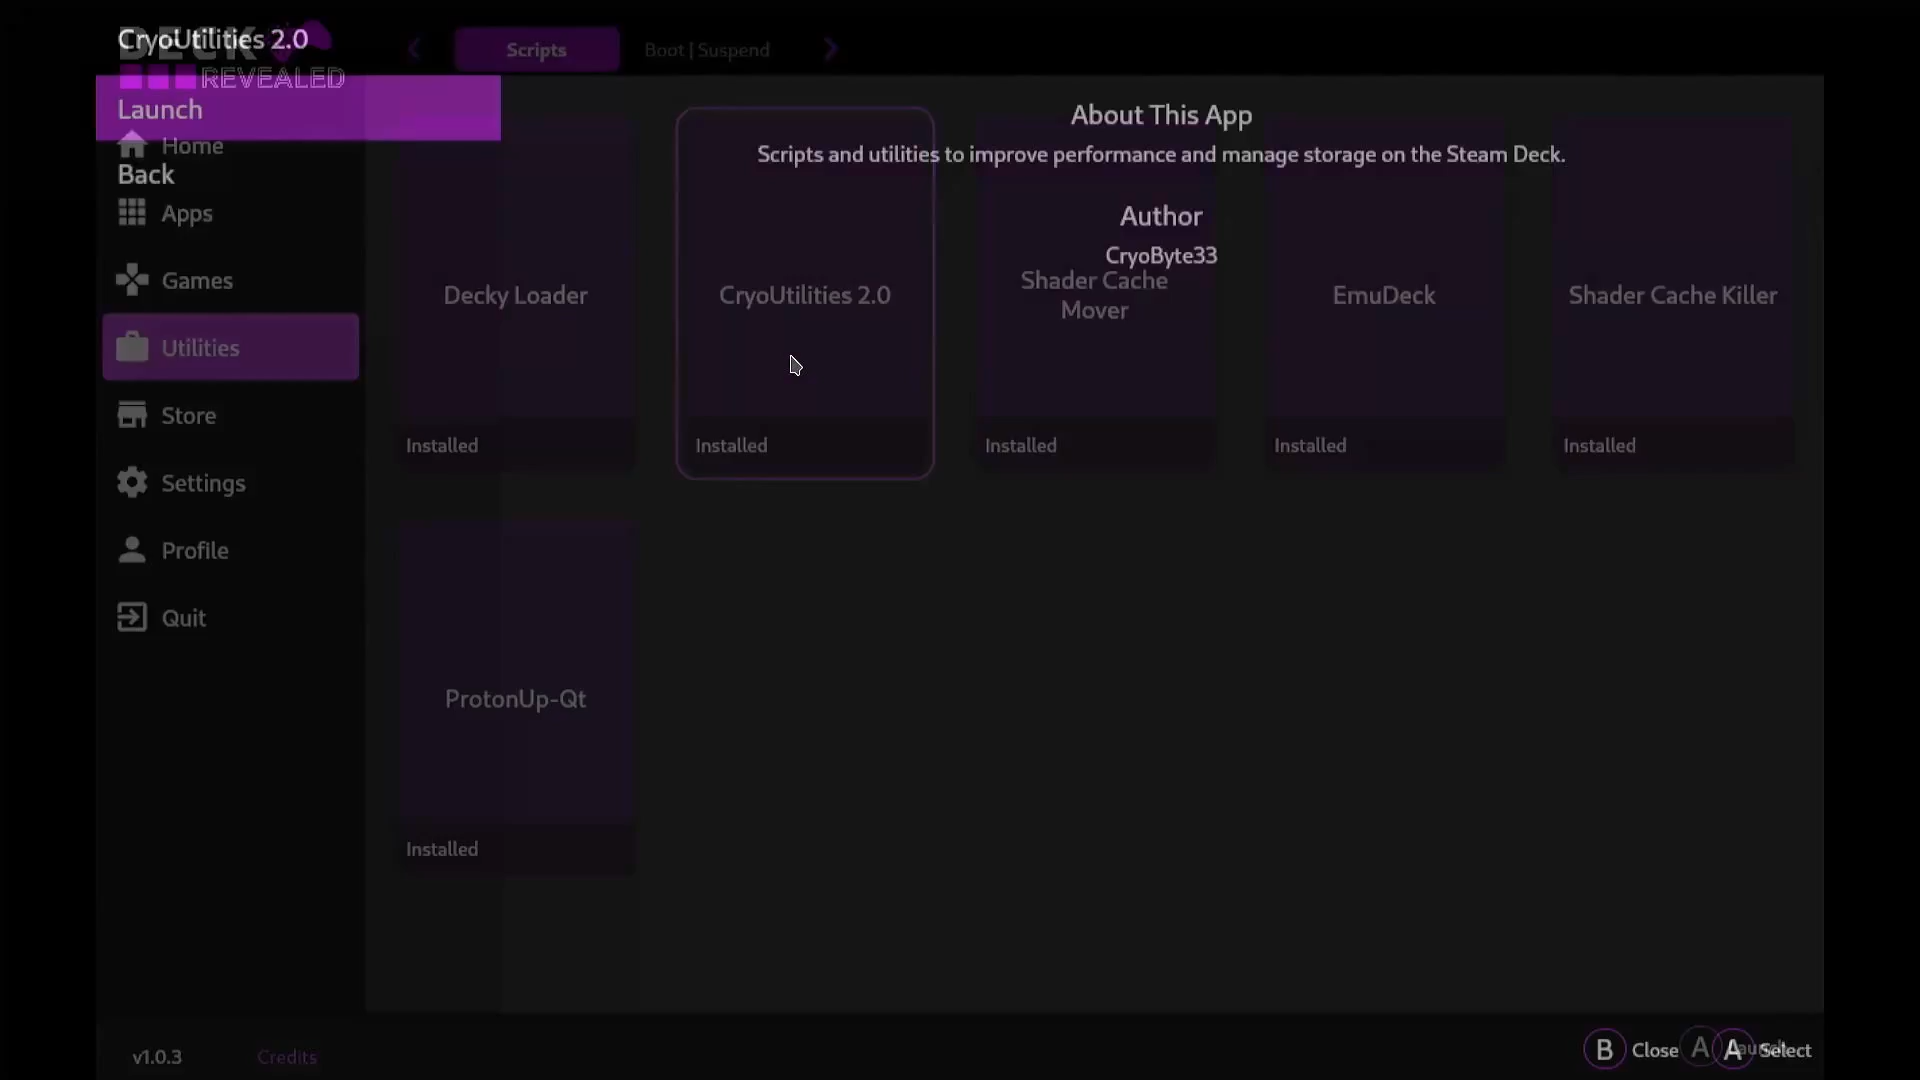 CryoUtilities 2.0
DECK
REVEALED
Scripts
Boot | Suspend
Launch
Home
Back
Apps
Games
Utilities
Store
Settings
Profile
Quit
About This App
Scripts and utilities to improve performance and manage storage on the Steam Deck.
Author
CryoByte33
Decky Loader
CryoUtilities 2.0
Shader Cache
Mover
EmuDeck
Shader Cache Killer
Installed
Installed
Installed
Installed
Installed
ProtonUp-Qt
Installed
v1.0.3
Credits
B Close
A
A Select